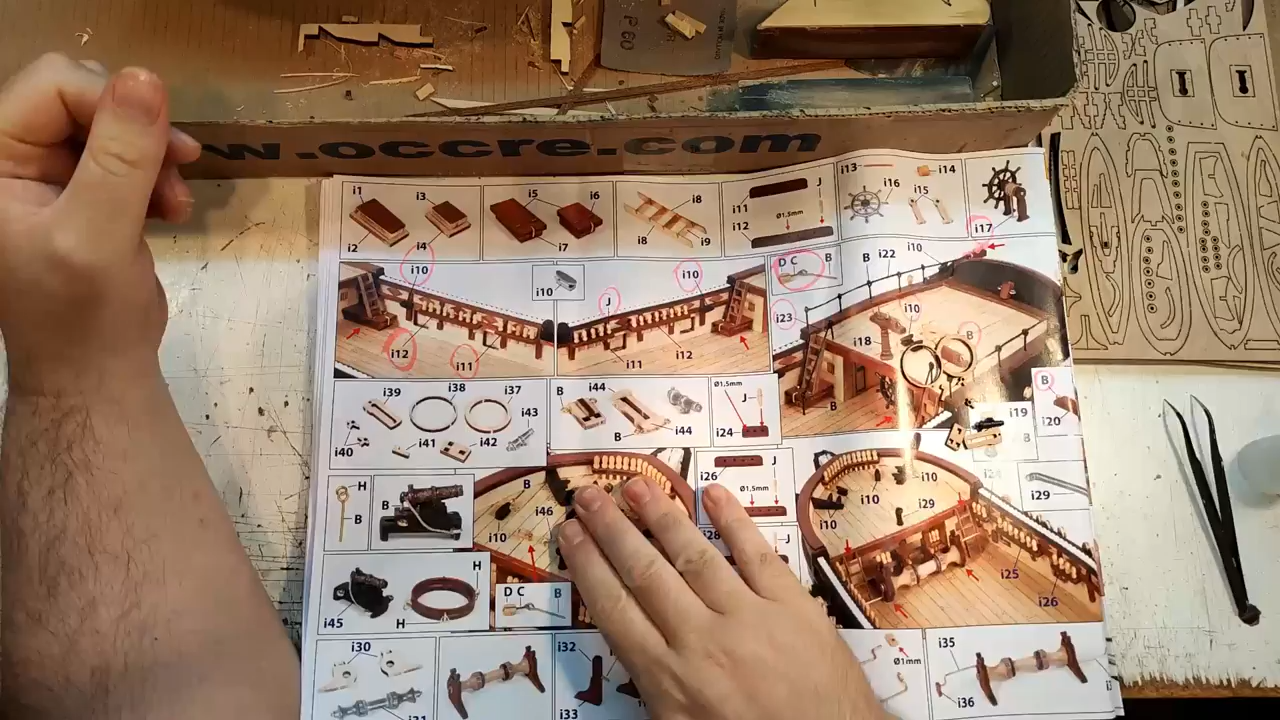 P 60
w.occre.com
i1 i3 i5 i6 i8 J i13 i14
i11 i16 i15
i12 Ø1,5mm
i2 i4 i7 i8 i9 i17
i10 i10 i10 D C B B i22 i10
J i23 i10
B
i12 i11 i11 i12 i18
B
B
i39 i38 i37 B i44 Ø1,5mm i19 i20
i43 J B
i40 i41 i42 B i44 i24
i26 J i24
H B i10 i29
B B i46 Ø1,5mm i10 i29
i10 i10
i28 J
H i25
D C B i26
i45 H
i30 i32 i35
Ø1mm
i31 i33 i36